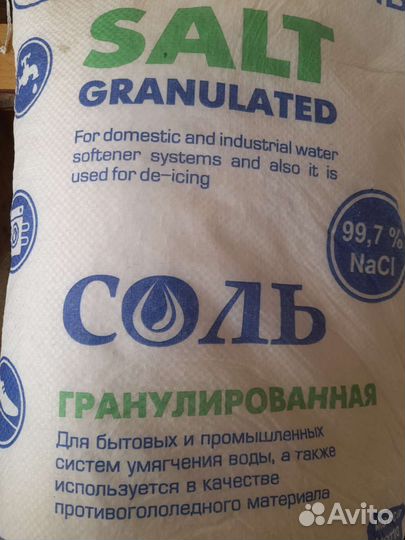 SALT
GRANULATED
For domestic and industrial water
softener systems and also it is
used for de-icing
99,7 %
NaCl
СОЛЬ
ГРАНУЛИРОВАННАЯ
Для бытовых и промышленных
систем умягчения воды, а также
используется в качестве
противогололедного материала
Avito